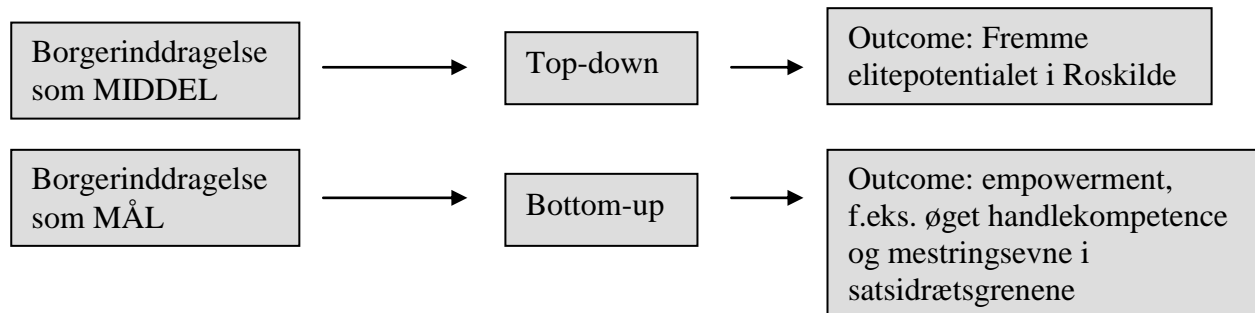 Borgerinddragelse
som MIDDEL
Top-down
Outcome: Fremme
elitepotentialet i Roskilde
Borgerinddragelse
som MÅL
Bottom-up
Outcome: empowerment,
f.eks. øget handlekompetence
og mestringsevne i
satsidrætsgrenene